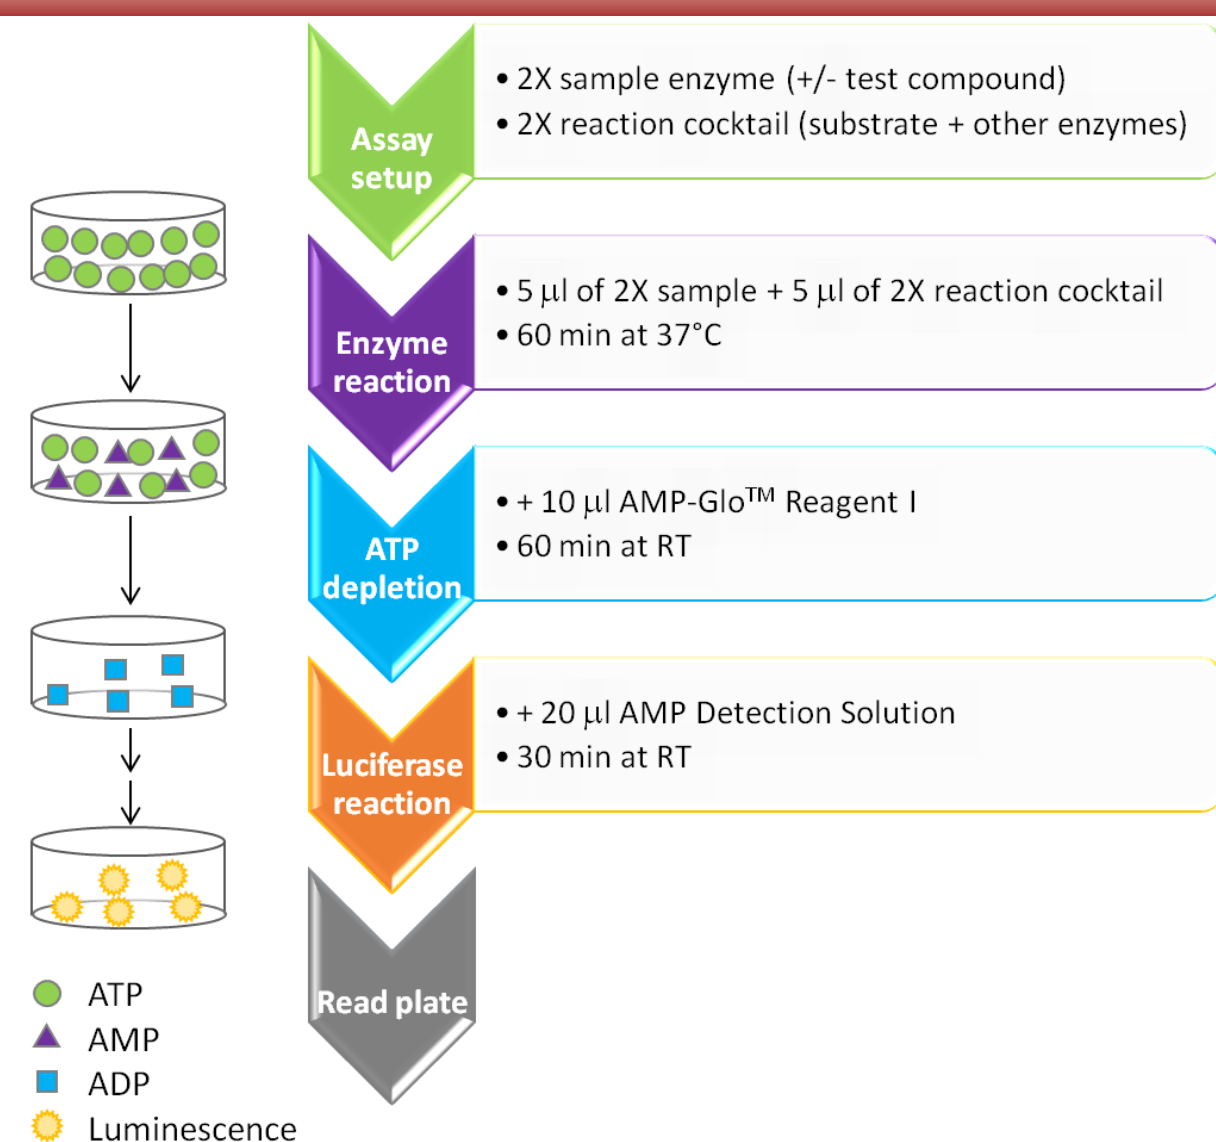 Assay
setup
• 2X sample enzyme (+/- test compound)
• 2X reaction cocktail (substrate + other enzymes)
Enzyme
reaction
• 5 µl of 2X sample + 5 µl of 2X reaction cocktail
• 60 min at 37°C
ATP
depletion
• + 10 µl AMP-Glo™ Reagent I
• 60 min at RT
Luciferase
reaction
• + 20 µl AMP Detection Solution
• 30 min at RT
Read plate
ATP
AMP
ADP
Luminescence